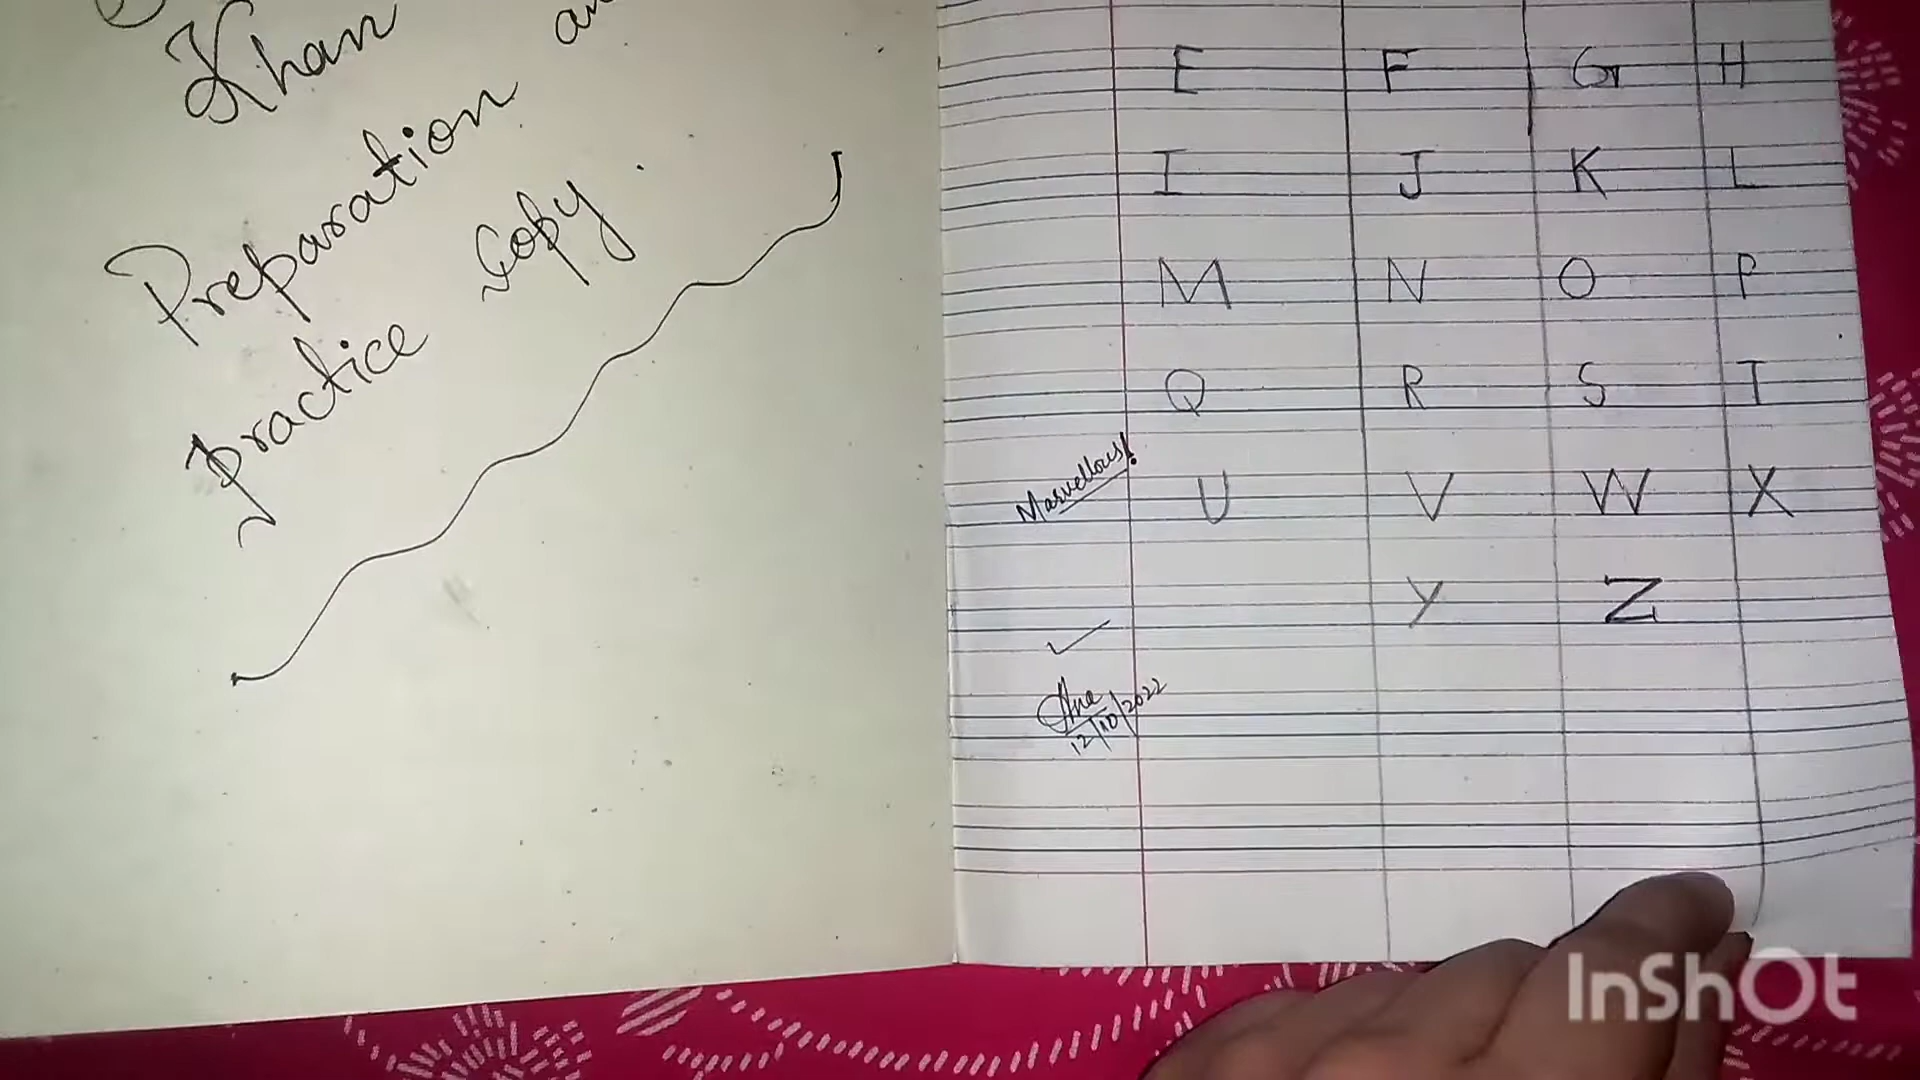 Khan
Preparation
practice Copy.
E F G H
I J K L
M N O P
Q R S T
Marvellous!
U V W X
Y Z
12/10/2022
InShOt